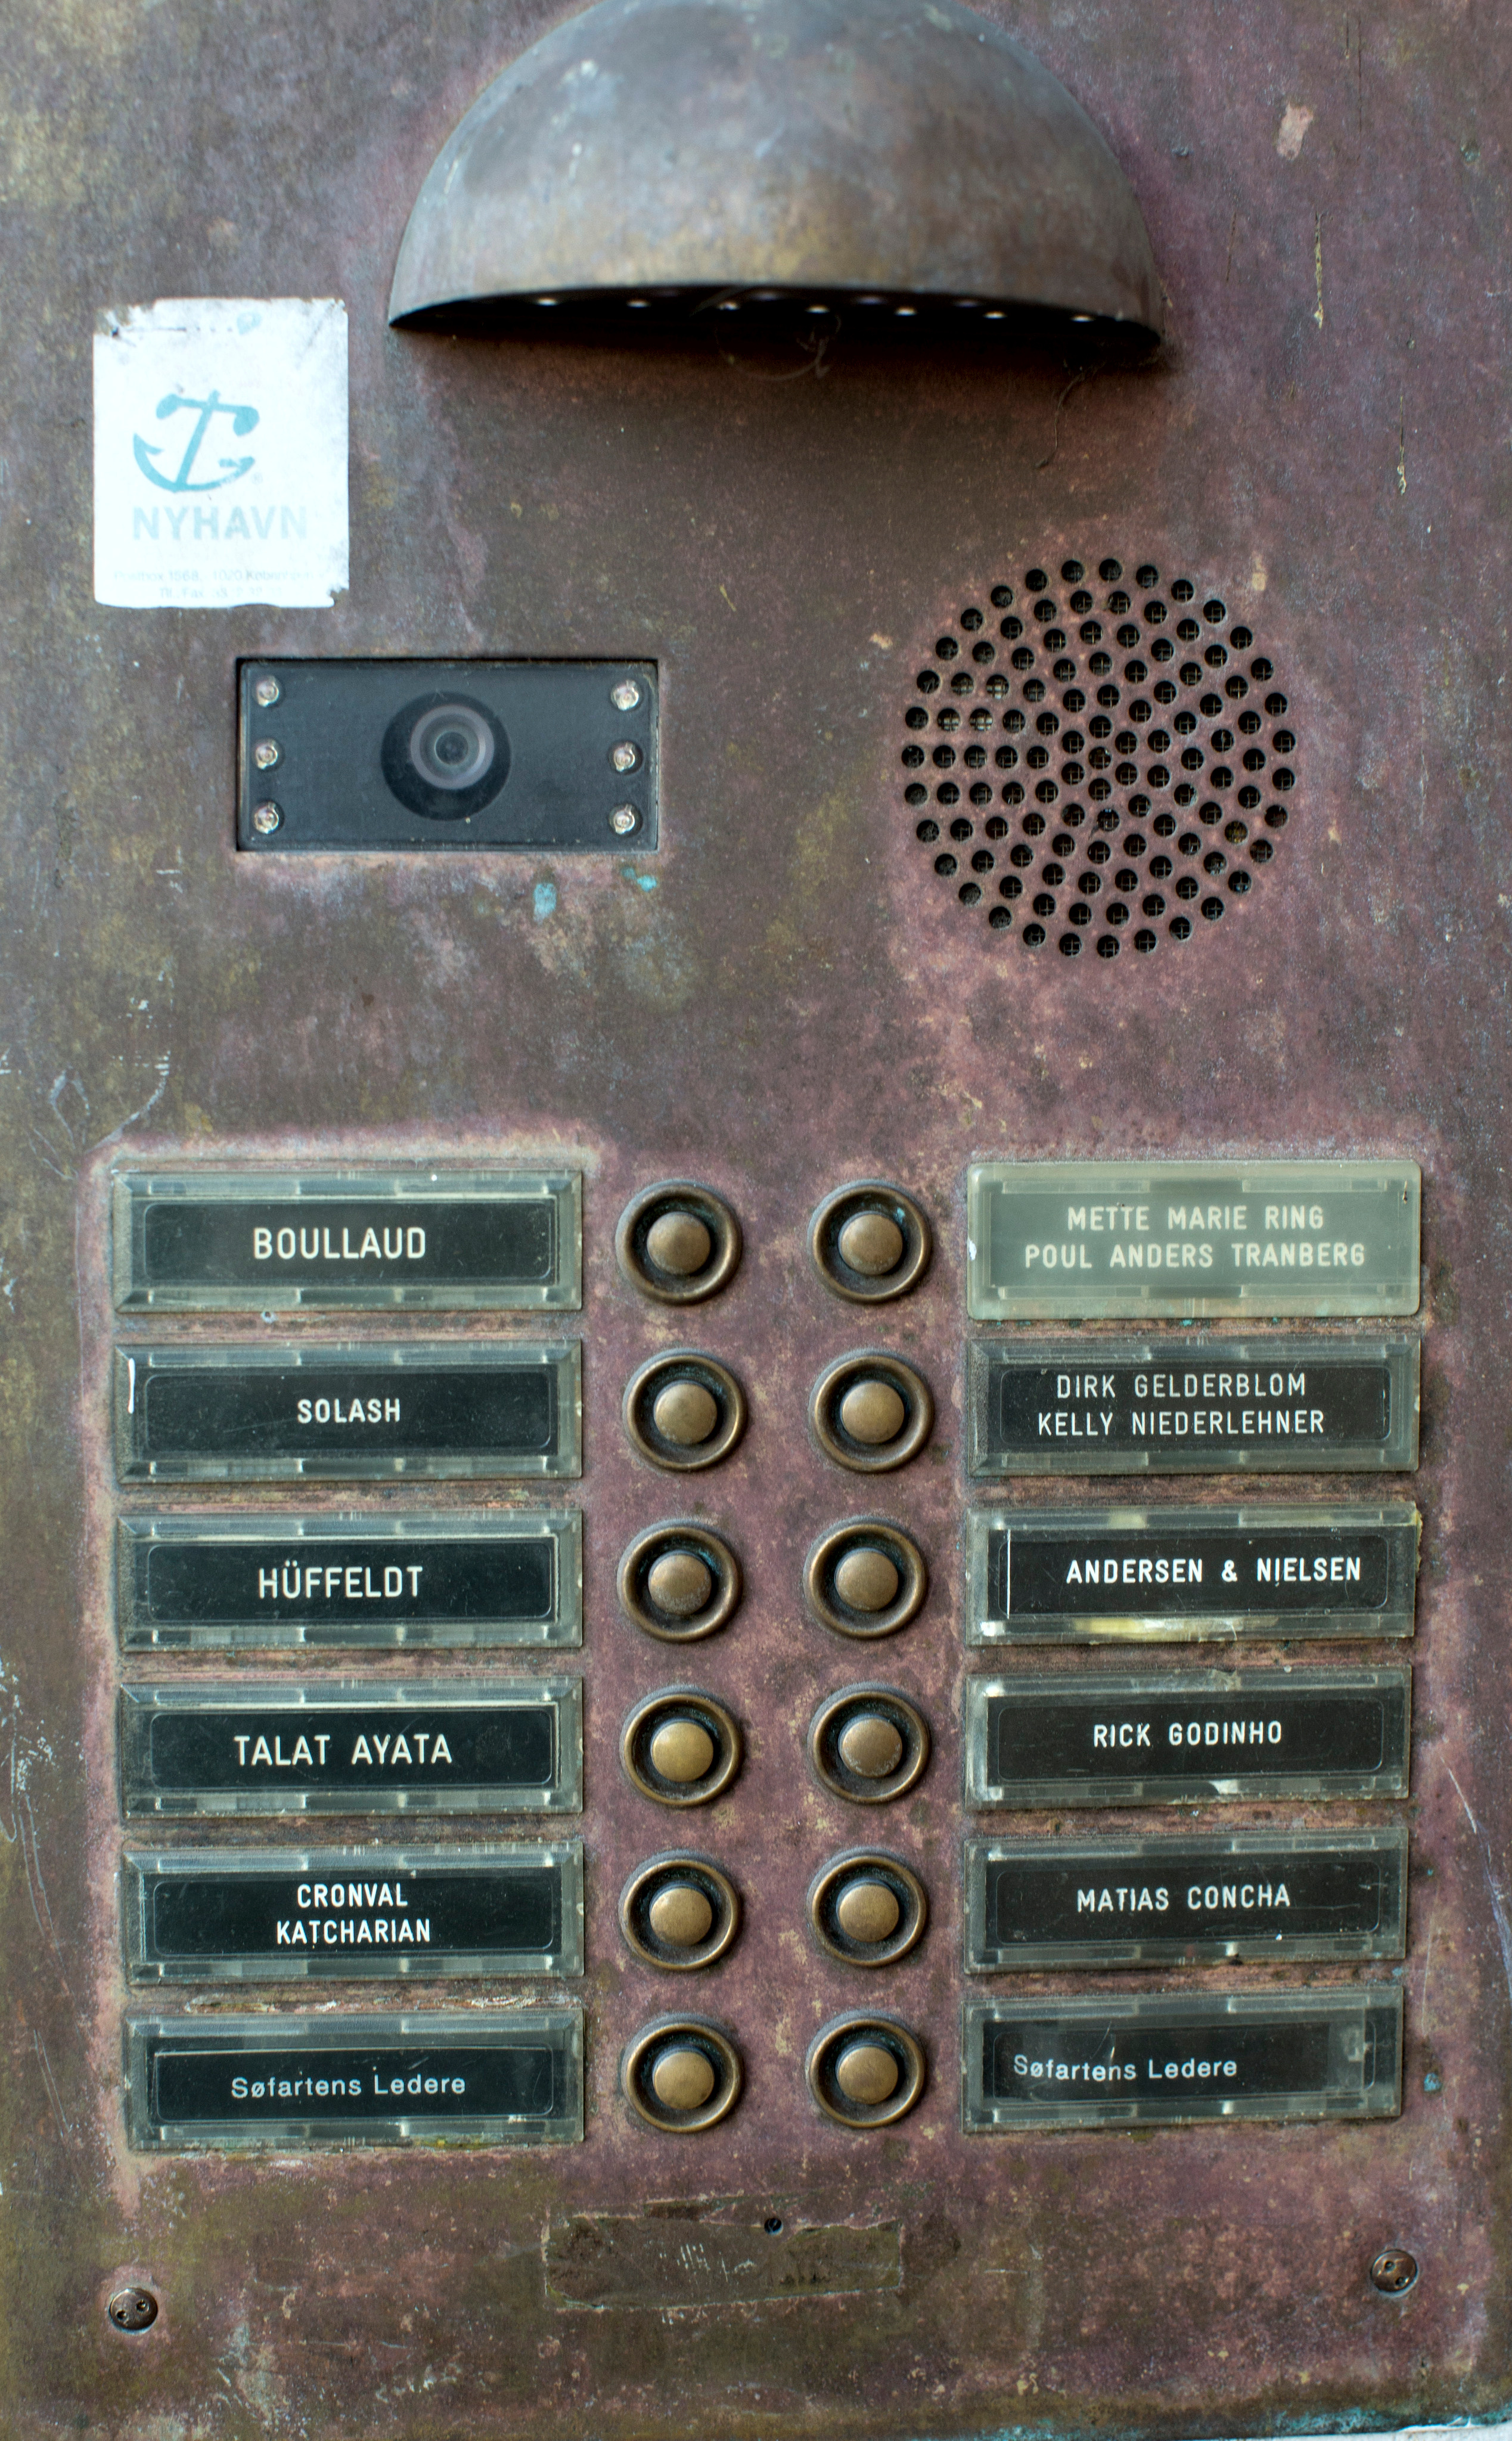 NYHAVN
BOULLAUD
METTE MARIE RING
POUL ANDERS TRANBERG
SOLASH
DIRK GELDERBLOM
KELLY NIEDERLEHNER
HÜFFELDT
ANDERSEN & NIELSEN
TALAT AYATA
RICK GODINHO
CRONVAL
KATCHARIAN
MATIAS CONCHA
Søfartens Ledere
Søfartens Ledere